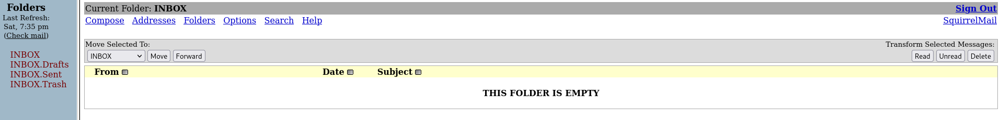 Folders
Last Refresh:
Sat, 7:35 pm
(Check mail)
INBOX
INBOX.Drafts
INBOX.Sent
INBOX.Trash
Current Folder: INBOX Sign Out
Compose Addresses Folders Options Search Help SquirrelMail
Move Selected To: Transform Selected Messages:
INBOX Move Forward Read Unread Delete
From Date Subject
THIS FOLDER IS EMPTY